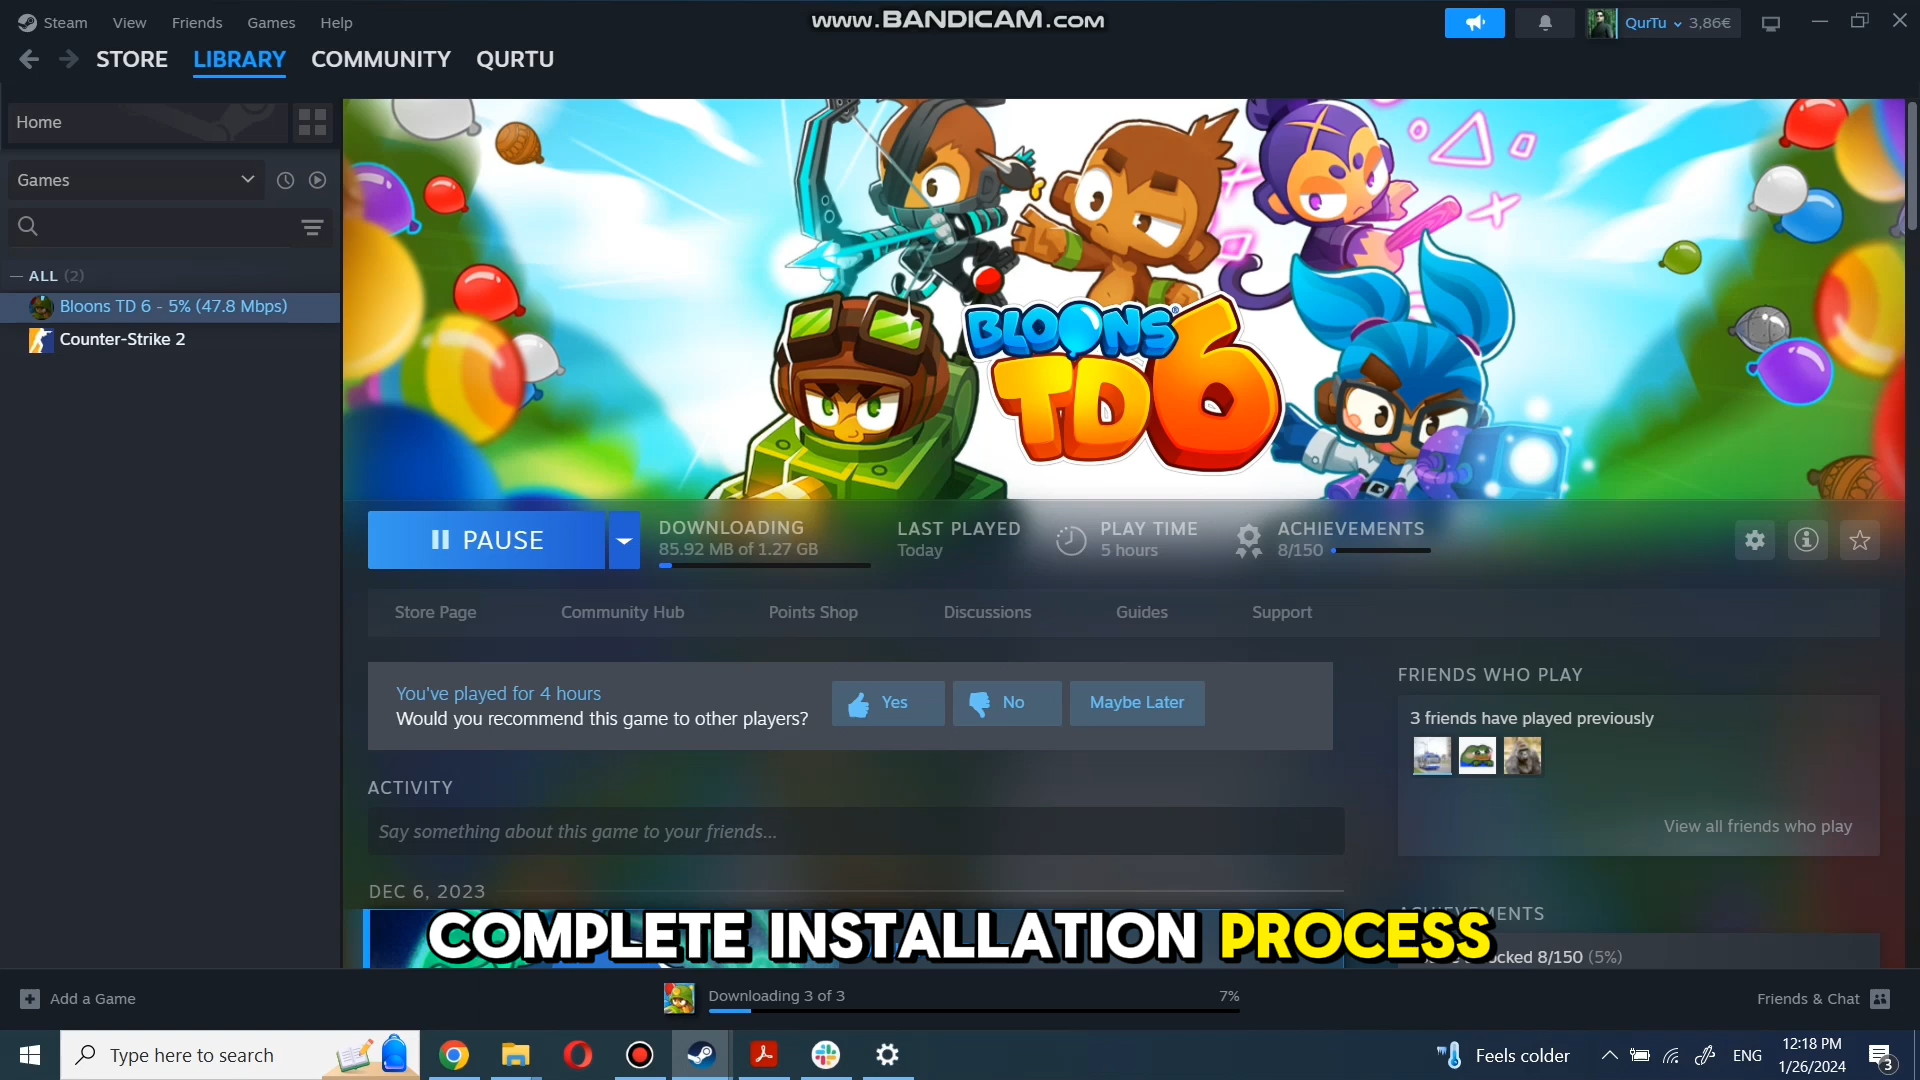 Steam View Friends Games Help
www.BANDICAM.com
QurTu 3,86€
STORE LIBRARY COMMUNITY QURTU
Home
Games
ALL (2)
Bloons TD 6 - 5% (47.8 Mbps)
Counter-Strike 2
BLOONS
TD6
PAUSE
DOWNLOADING
85.92 MB of 1.27 GB
LAST PLAYED
Today
PLAY TIME
5 hours
ACHIEVEMENTS
8/150
Store Page Community Hub Points Shop Discussions Guides Support
You've played for 4 hours
Would you recommend this game to other players?
Yes No Maybe Later
FRIENDS WHO PLAY
3 friends have played previously
View all friends who play
ACTIVITY
Say something about this game to your friends...
DEC 6, 2023
COMPLETE INSTALLATION PROCESS
8/150 (5%)
Add a Game
Downloading 3 of 3 7%
Friends & Chat
Type here to search
Feels colder
ENG
12:18 PM
1/26/2024
3